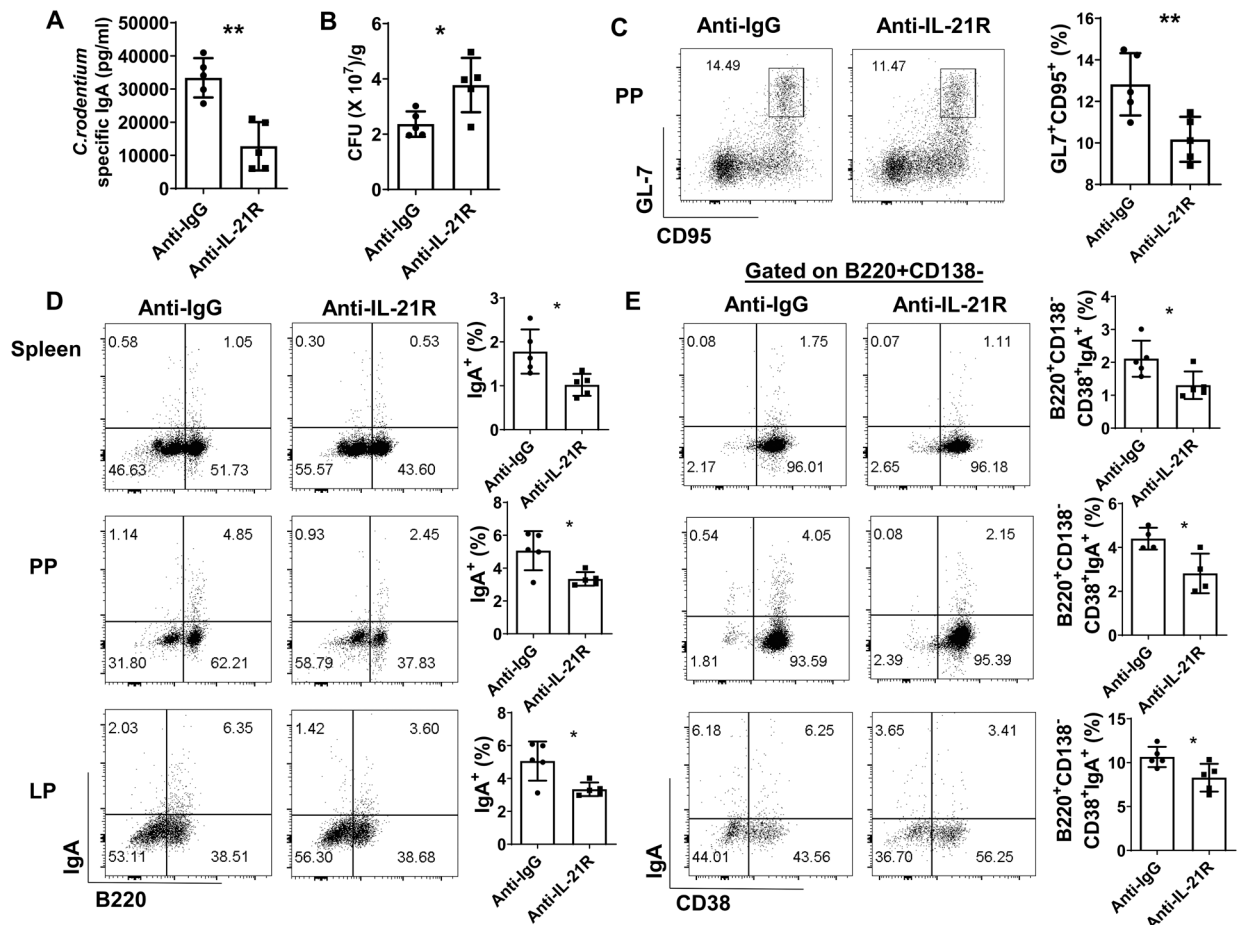 A
C.rodentium
specific IgA (pg/ml)
50000
40000
30000
20000
10000
0
**
Anti-IgG
Anti-IL-21R
B
CFU (X 10⁷)/g
6
4
2
0
*
Anti-IgG
Anti-IL-21R
C
Anti-IgG
Anti-IL-21R
PP
14.49
11.47
GL-7
CD95
GL7⁺CD95⁺ (%)
16
14
12
10
8
**
Anti-IgG
Anti-IL-21R
D
Anti-IgG
Anti-IL-21R
Spleen
0.58 1.05
46.63 51.73
0.30 0.53
55.57 43.60
IgA⁺ (%)
3
2
1
0
*
Anti-IgG
Anti-IL-21R
PP
1.14 4.85
31.80 62.21
0.93 2.45
58.79 37.83
IgA⁺ (%)
8
6
4
2
0
*
Anti-IgG
Anti-IL-21R
LP
2.03 6.35
53.11 38.51
1.42 3.60
56.30 38.68
IgA
B220
IgA⁺ (%)
8
6
4
2
0
*
Anti-IgG
Anti-IL-21R
Gated on B220+CD138-
E
Anti-IgG
Anti-IL-21R
0.08 1.75
2.17 96.01
0.07 1.11
2.65 96.18
B220⁺CD138⁻
CD38⁺IgA⁺ (%)
4
3
2
1
0
*
Anti-IgG
Anti-IL-21R
0.54 4.05
1.81 93.59
0.08 2.15
2.39 95.39
B220⁺CD138⁻
CD38⁺IgA⁺ (%)
6
4
2
0
*
Anti-IgG
Anti-IL-21R
6.18 6.25
44.01 43.56
3.65 3.41
36.70 56.25
IgA
CD38
B220⁺CD138⁻
CD38⁺IgA⁺ (%)
15
10
5
0
*
Anti-IgG
Anti-IL-21R